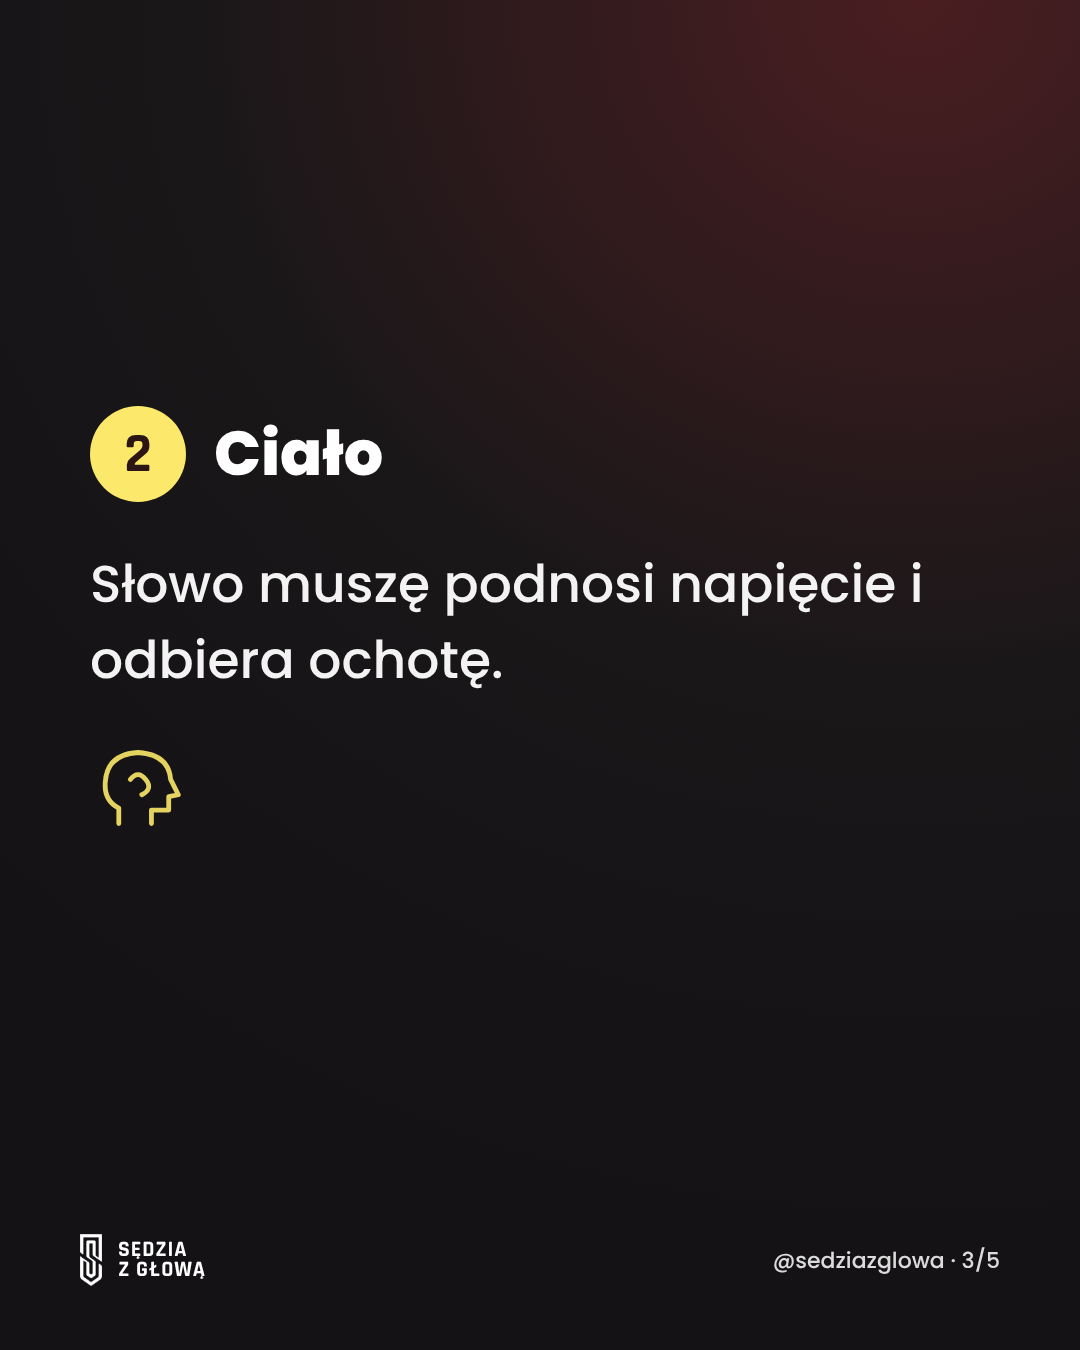 2 Ciało
Słowo muszę podnosi napięcie i
odbiera ochotę.
SĘDZIA
Z GŁOWĄ
@sedziazglowa · 3/5